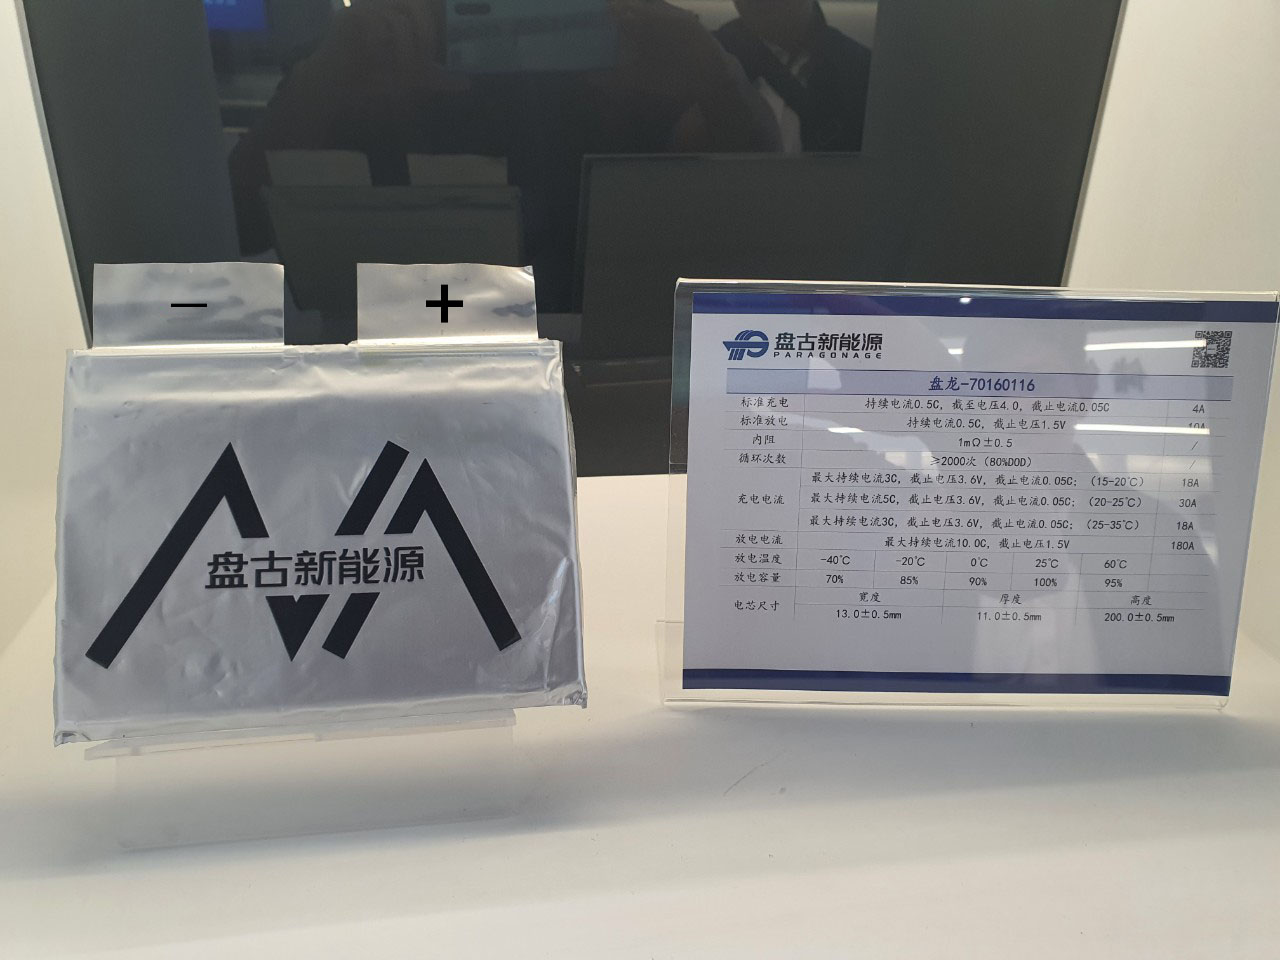 —
+
盘古新能源
盘古新能源
PARAGONAGE
盘龙-70160116
标准充电 持续电流0.5C, 截至电压4.0, 截止电流0.05C 4A
标准放电 持续电流0.5C, 截止电压1.5V 10A
内阻 1mΩ±0.5 /
循环次数 ≥2000次 (80%DOD) /
充电电流 最大持续电流3C, 截止电压3.6V, 截止电流0.05C; (15-20℃) 18A
最大持续电流5C, 截止电压3.6V, 截止电流0.05C; (20-25℃) 30A
最大持续电流3C, 截止电压3.6V, 截止电流0.05C; (25-35℃) 18A
放电电流 最大持续电流10.0C, 截止电压1.5V 180A
放电温度 -40℃ -20℃ 0℃ 25℃ 60℃
放电容量 70% 85% 90% 100% 95%
电芯尺寸 宽度 厚度 高度
13.0±0.5mm 11.0±0.5mm 200.0±0.5mm